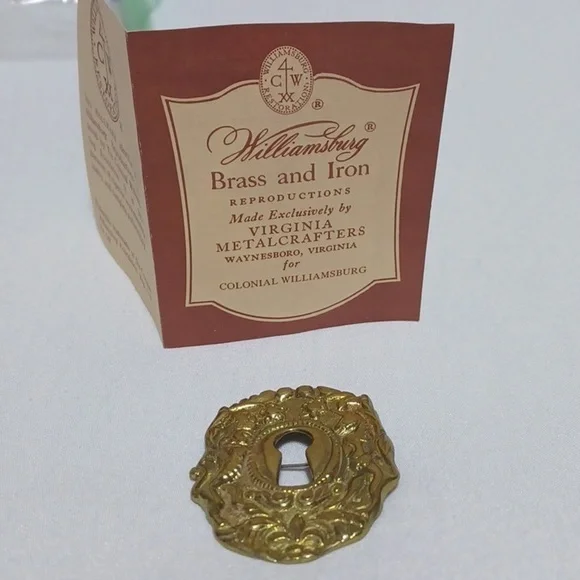 WILLIAMSBURG
C W
RESTORATION
®
Williamsburg®
Brass and Iron
REPRODUCTIONS
Made Exclusively by
VIRGINIA
METALCRAFTERS
WAYNESBORO, VIRGINIA
for
COLONIAL WILLIAMSBURG